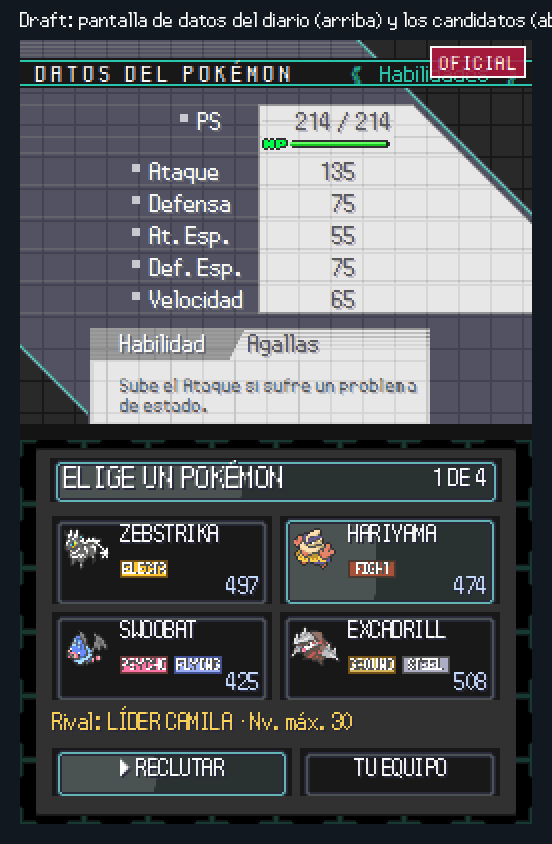 Draft: pantalla de datos del diario (arriba) y los candidatos (ab
DATOS DEL POKÉMON
Habilidades
OFICIAL
PS 214 / 214
HP
Ataque 135
Defensa 75
At. Esp. 55
Def. Esp. 75
Velocidad 65
Habilidad Agallas
Sube el Ataque si sufre un problema
de estado.
ELIGE UN POKÉMON 1 DE 4
ZEBSTRIKA
ELECTR
497
HARIYAMA
FIGHT
474
SWOOBAT
PSYCHC FLYING
425
EXCADRILL
GROUND STEEL
508
Rival: LÍDER CAMILA · Nv. máx. 30
RECLUTAR
TU EQUIPO